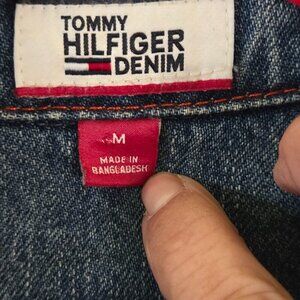 TOMMY
HILFIGER
DENIM
M
MADE IN
BANGLADESH